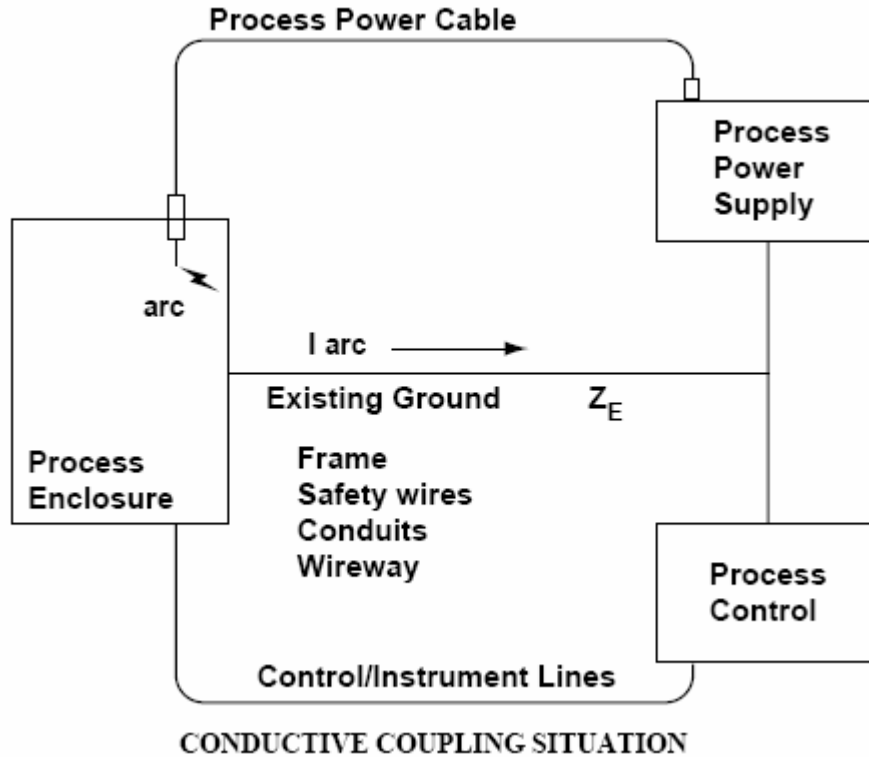 Process Power Cable
Process
Power
Supply
arc
I arc
Existing Ground Z_E
Process
Enclosure
Frame
Safety wires
Conduits
Wireway
Process
Control
Control/Instrument Lines
CONDUCTIVE COUPLING SITUATION